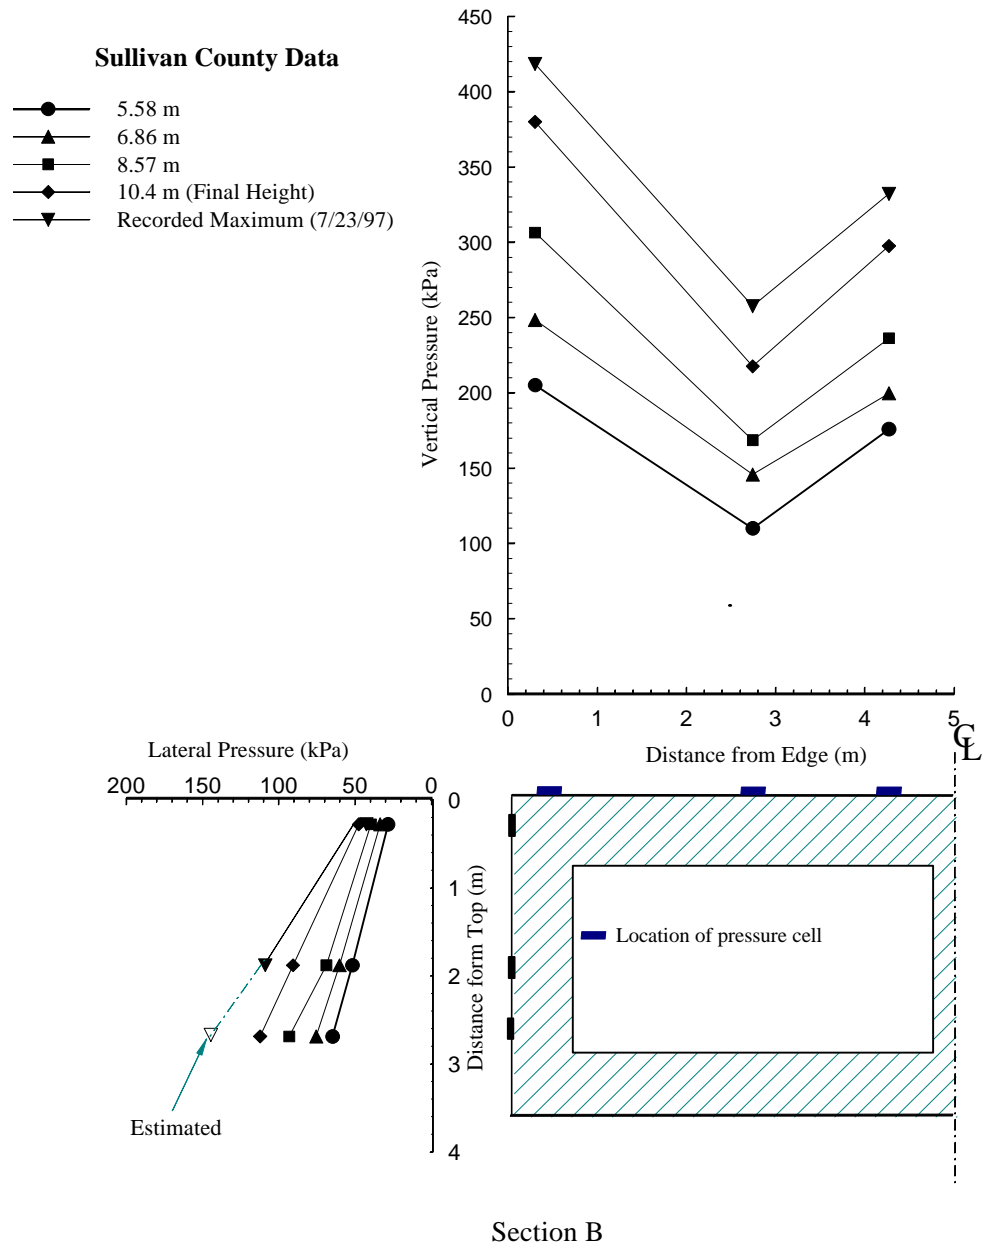 Sullivan County Data
5.58 m
6.86 m
8.57 m
10.4 m (Final Height)
Recorded Maximum (7/23/97)
Vertical Pressure (kPa)
450
400
350
300
250
200
150
100
50
0
0 1 2 3 4 5
Distance from Edge (m)
CL
Lateral Pressure (kPa)
200 150 100 50 0
0
1
2
3
4
Distance form Top (m)
Estimated
Location of pressure cell
Section B